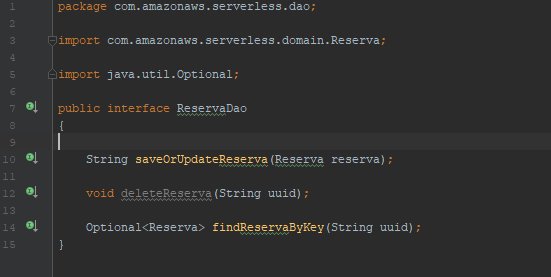 1 package com.amazonaws.serverless.dao;
2
3 import com.amazonaws.serverless.domain.Reserva;
4
5 import java.util.Optional;
6
7 public interface ReservaDao
8 {
9
10 String saveOrUpdateReserva(Reserva reserva);
11
12 void deleteReserva(String uuid);
13
14 Optional<Reserva> findReservaByKey(String uuid);
15 }